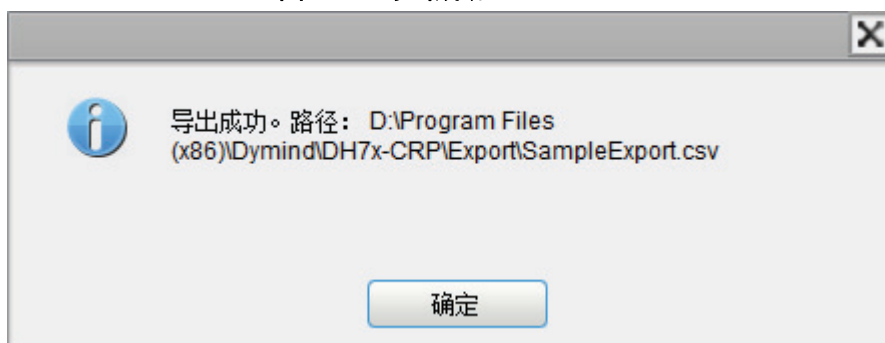 导出成功。路径： D:\Program Files
(x86)\Dymind\DH7x-CRP\Export\SampleExport.csv
确定